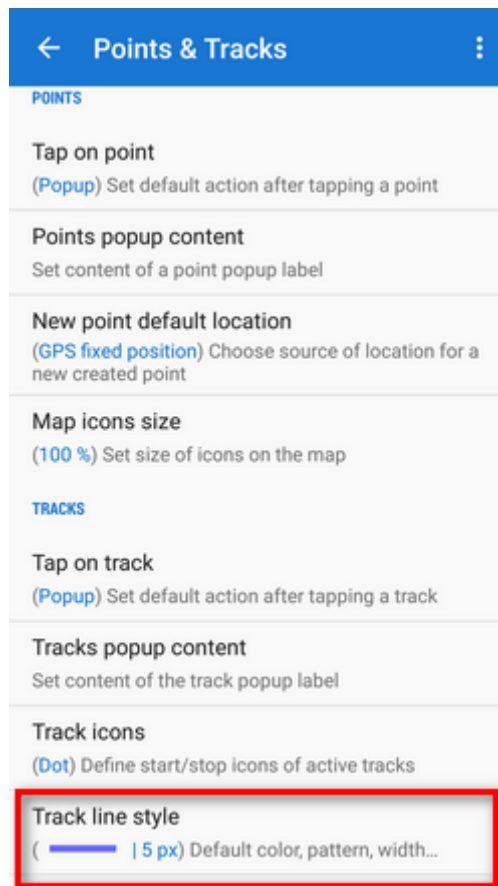 Points & Tracks
POINTS
Tap on point
(Popup) Set default action after tapping a point
Points popup content
Set content of a point popup label
New point default location
(GPS fixed position) Choose source of location for a
new created point
Map icons size
(100 %) Set size of icons on the map
TRACKS
Tap on track
(Popup) Set default action after tapping a track
Tracks popup content
Set content of the track popup label
Track icons
(Dot) Define start/stop icons of active tracks
Track line style
( | 5 px) Default color, pattern, width...